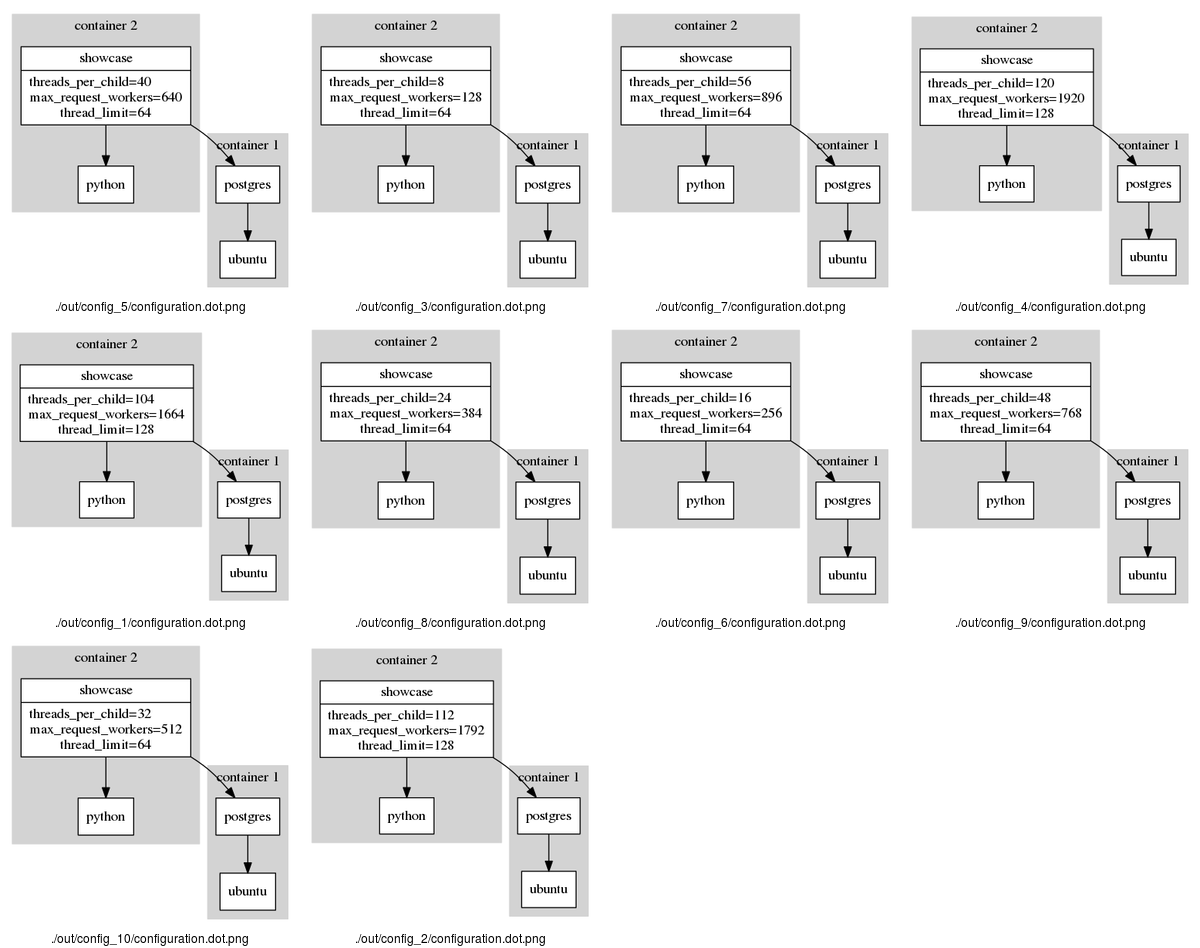 container 2
showcase
threads_per_child=40
max_request_workers=640
thread_limit=64
container 1
python
postgres
ubuntu
./out/config_5/configuration.dot.png
container 2
showcase
threads_per_child=8
max_request_workers=128
thread_limit=64
container 1
python
postgres
ubuntu
./out/config_3/configuration.dot.png
container 2
showcase
threads_per_child=56
max_request_workers=896
thread_limit=64
container 1
python
postgres
ubuntu
./out/config_7/configuration.dot.png
container 2
showcase
threads_per_child=120
max_request_workers=1920
thread_limit=128
container 1
python
postgres
ubuntu
./out/config_4/configuration.dot.png
container 2
showcase
threads_per_child=104
max_request_workers=1664
thread_limit=128
container 1
python
postgres
ubuntu
./out/config_1/configuration.dot.png
container 2
showcase
threads_per_child=24
max_request_workers=384
thread_limit=64
container 1
python
postgres
ubuntu
./out/config_8/configuration.dot.png
container 2
showcase
threads_per_child=16
max_request_workers=256
thread_limit=64
container 1
python
postgres
ubuntu
./out/config_6/configuration.dot.png
container 2
showcase
threads_per_child=48
max_request_workers=768
thread_limit=64
container 1
python
postgres
ubuntu
./out/config_9/configuration.dot.png
container 2
showcase
threads_per_child=32
max_request_workers=512
thread_limit=64
container 1
python
postgres
ubuntu
./out/config_10/configuration.dot.png
container 2
showcase
threads_per_child=112
max_request_workers=1792
thread_limit=128
container 1
python
postgres
ubuntu
./out/config_2/configuration.dot.png